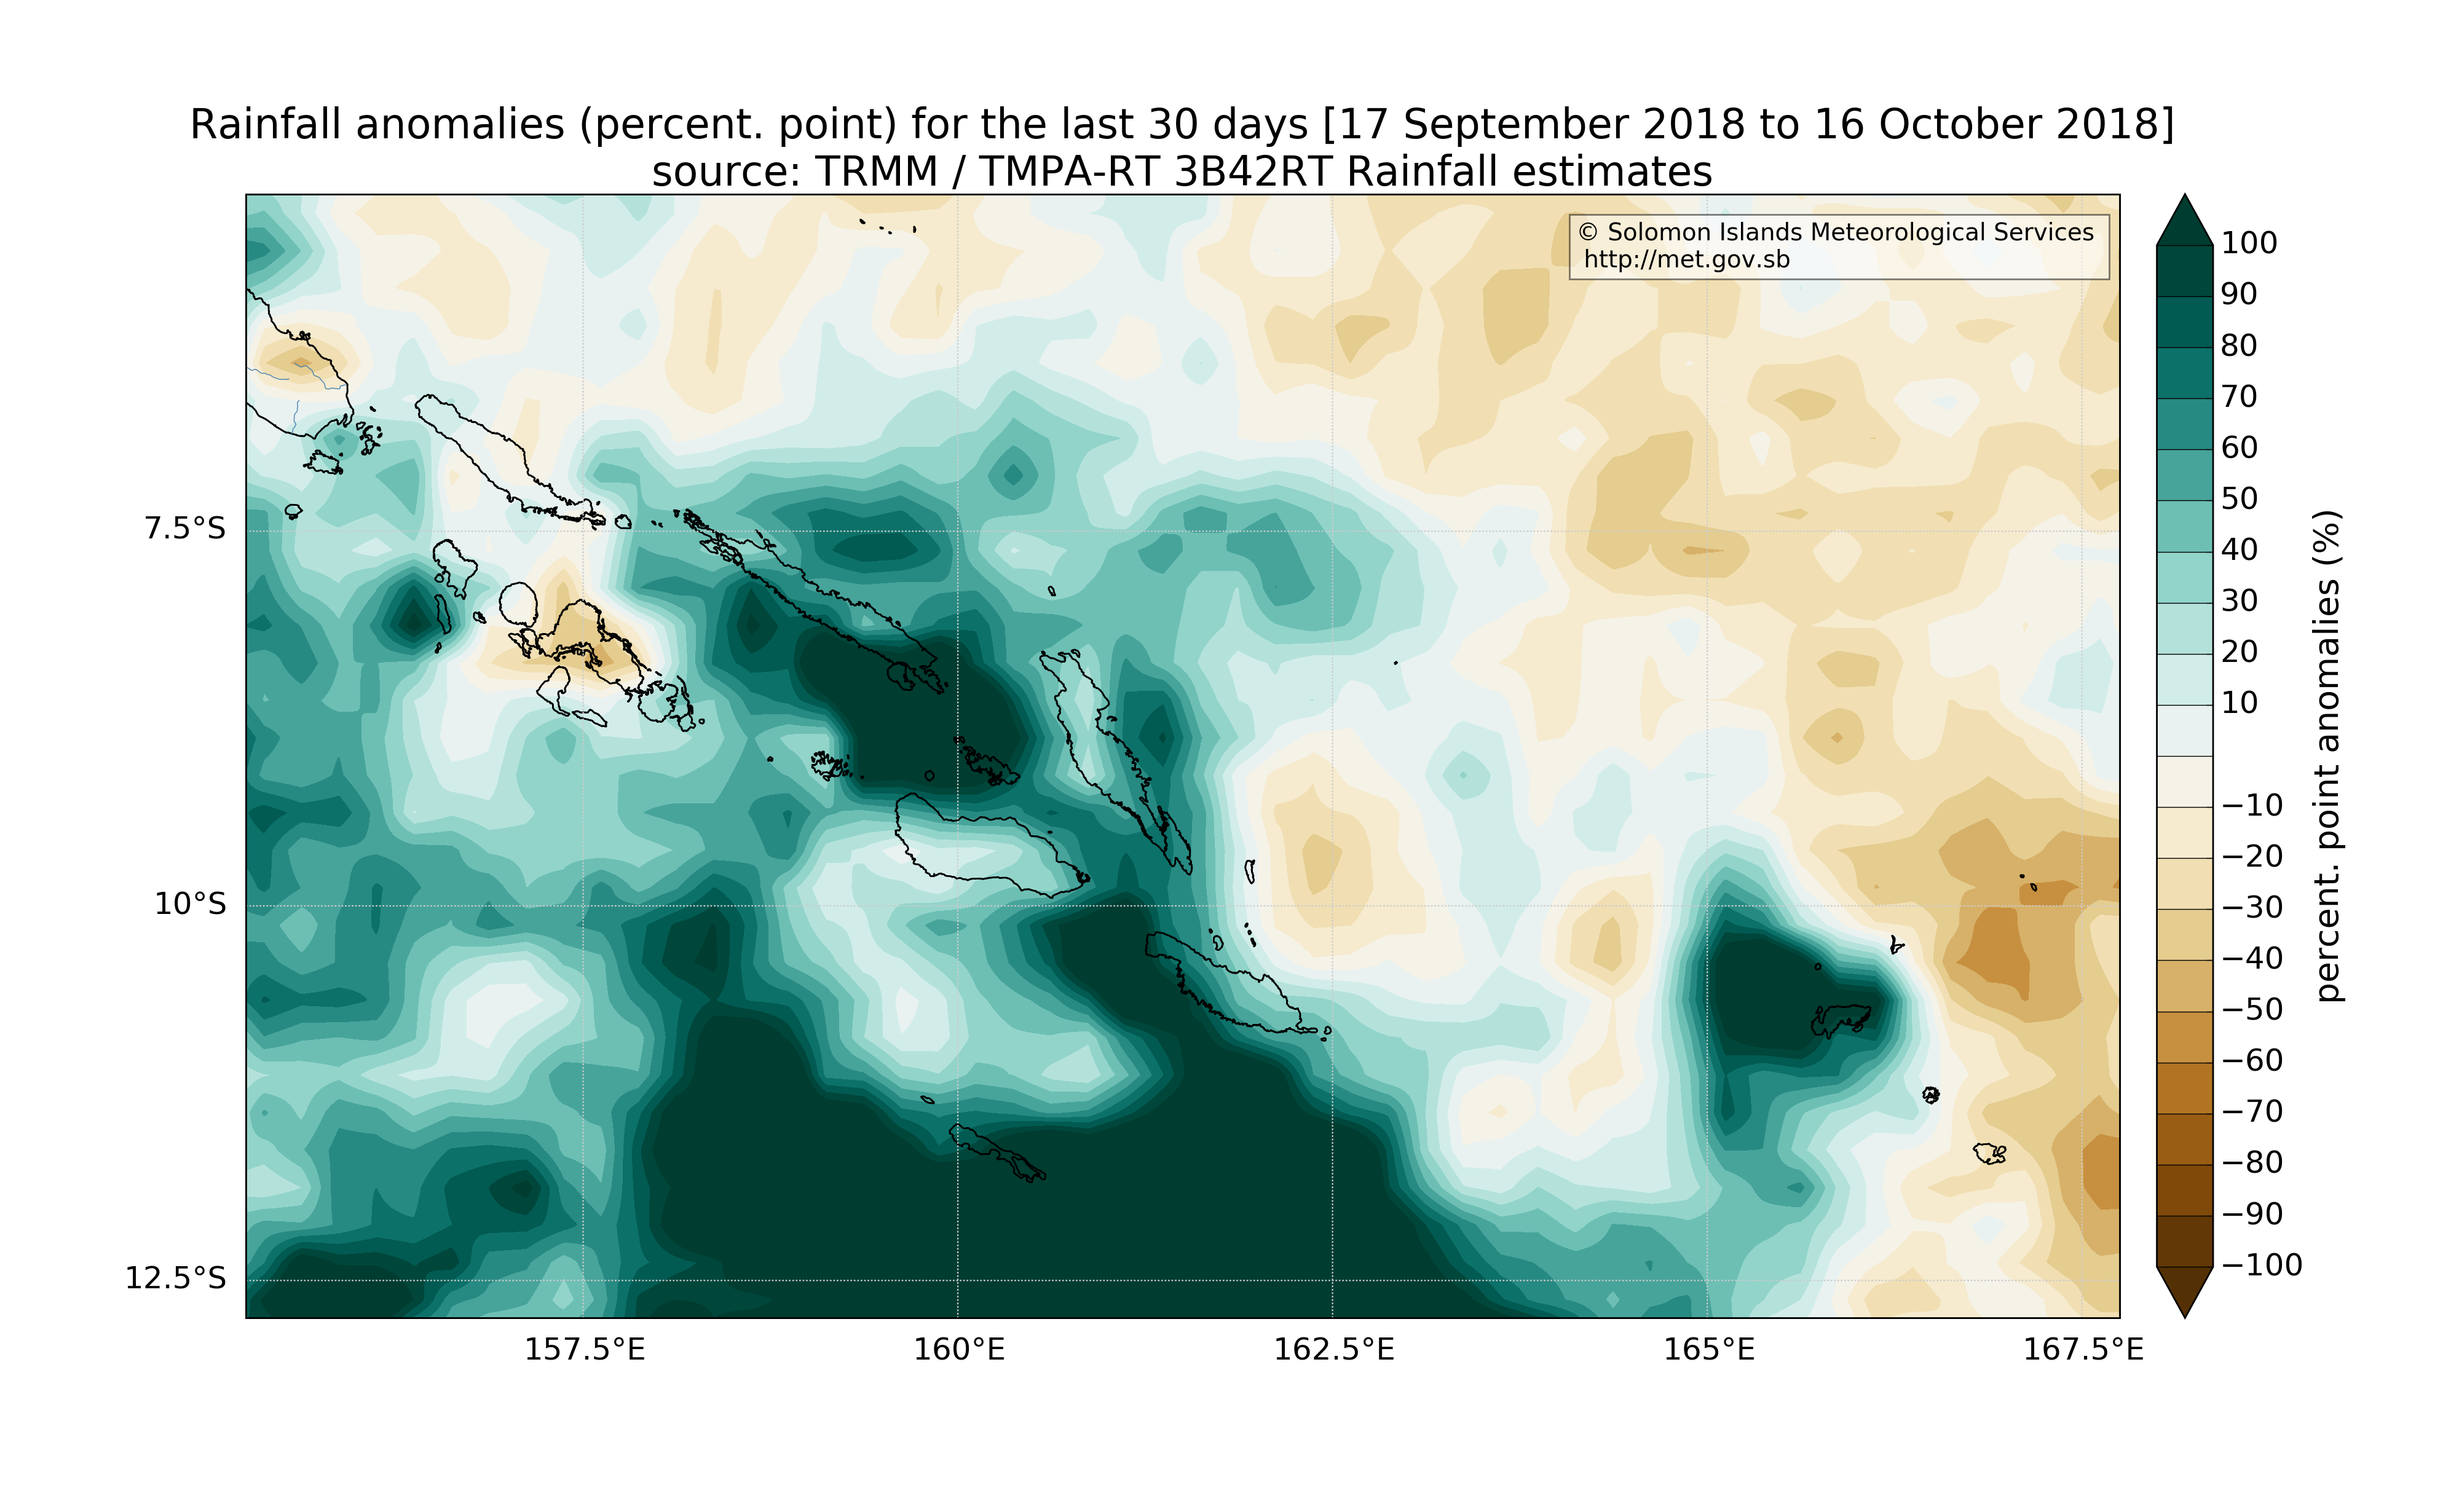 Rainfall anomalies (percent. point) for the last 30 days [17 September 2018 to 16 October 2018]
source: TRMM / TMPA-RT 3B42RT Rainfall estimates
© Solomon Islands Meteorological Services
http://met.gov.sb
7.5°S
10°S
12.5°S
157.5°E
160°E
162.5°E
165°E
167.5°E
100
90
80
70
60
50
40
30
20
10
−10
−20
−30
−40
−50
−60
−70
−80
−90
−100
percent. point anomalies (%)